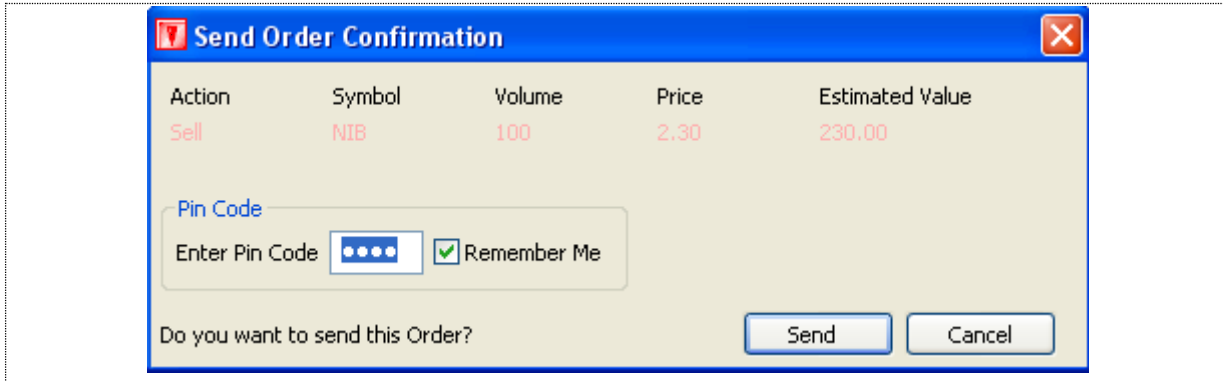 Send Order Confirmation
Action Symbol Volume Price Estimated Value
Sell NIB 100 2.30 230.00
Pin Code
Enter Pin Code •••• Remember Me
Do you want to send this Order? Send Cancel